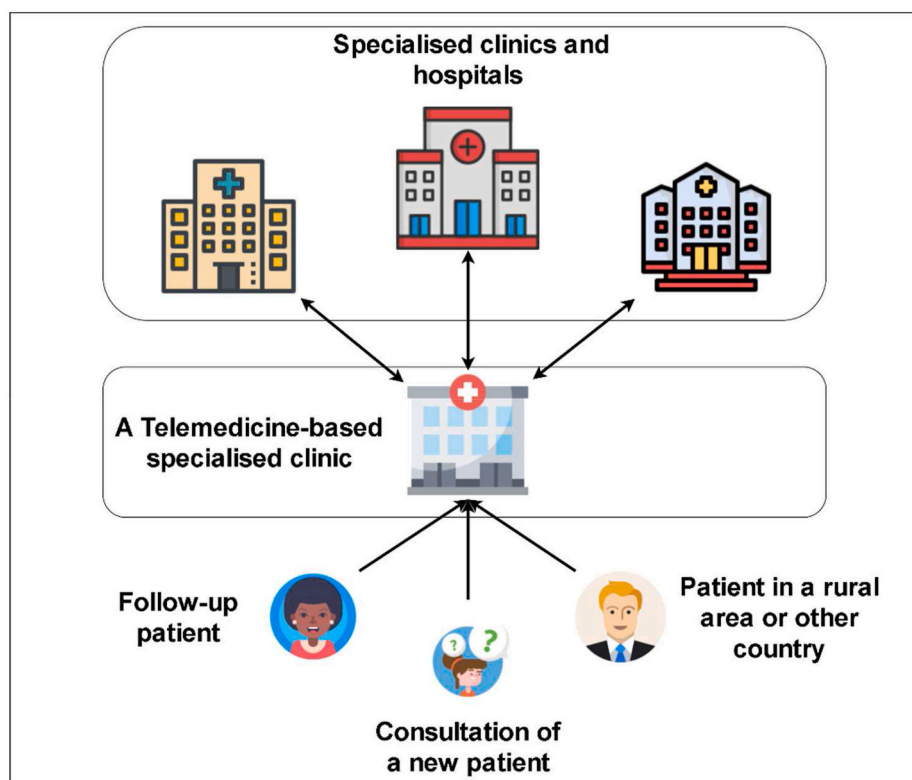 Specialised clinics and
hospitals
A Telemedicine-based
specialised clinic
Follow-up
patient
Patient in a rural
area or other
country
?
?
Consultation of
a new patient